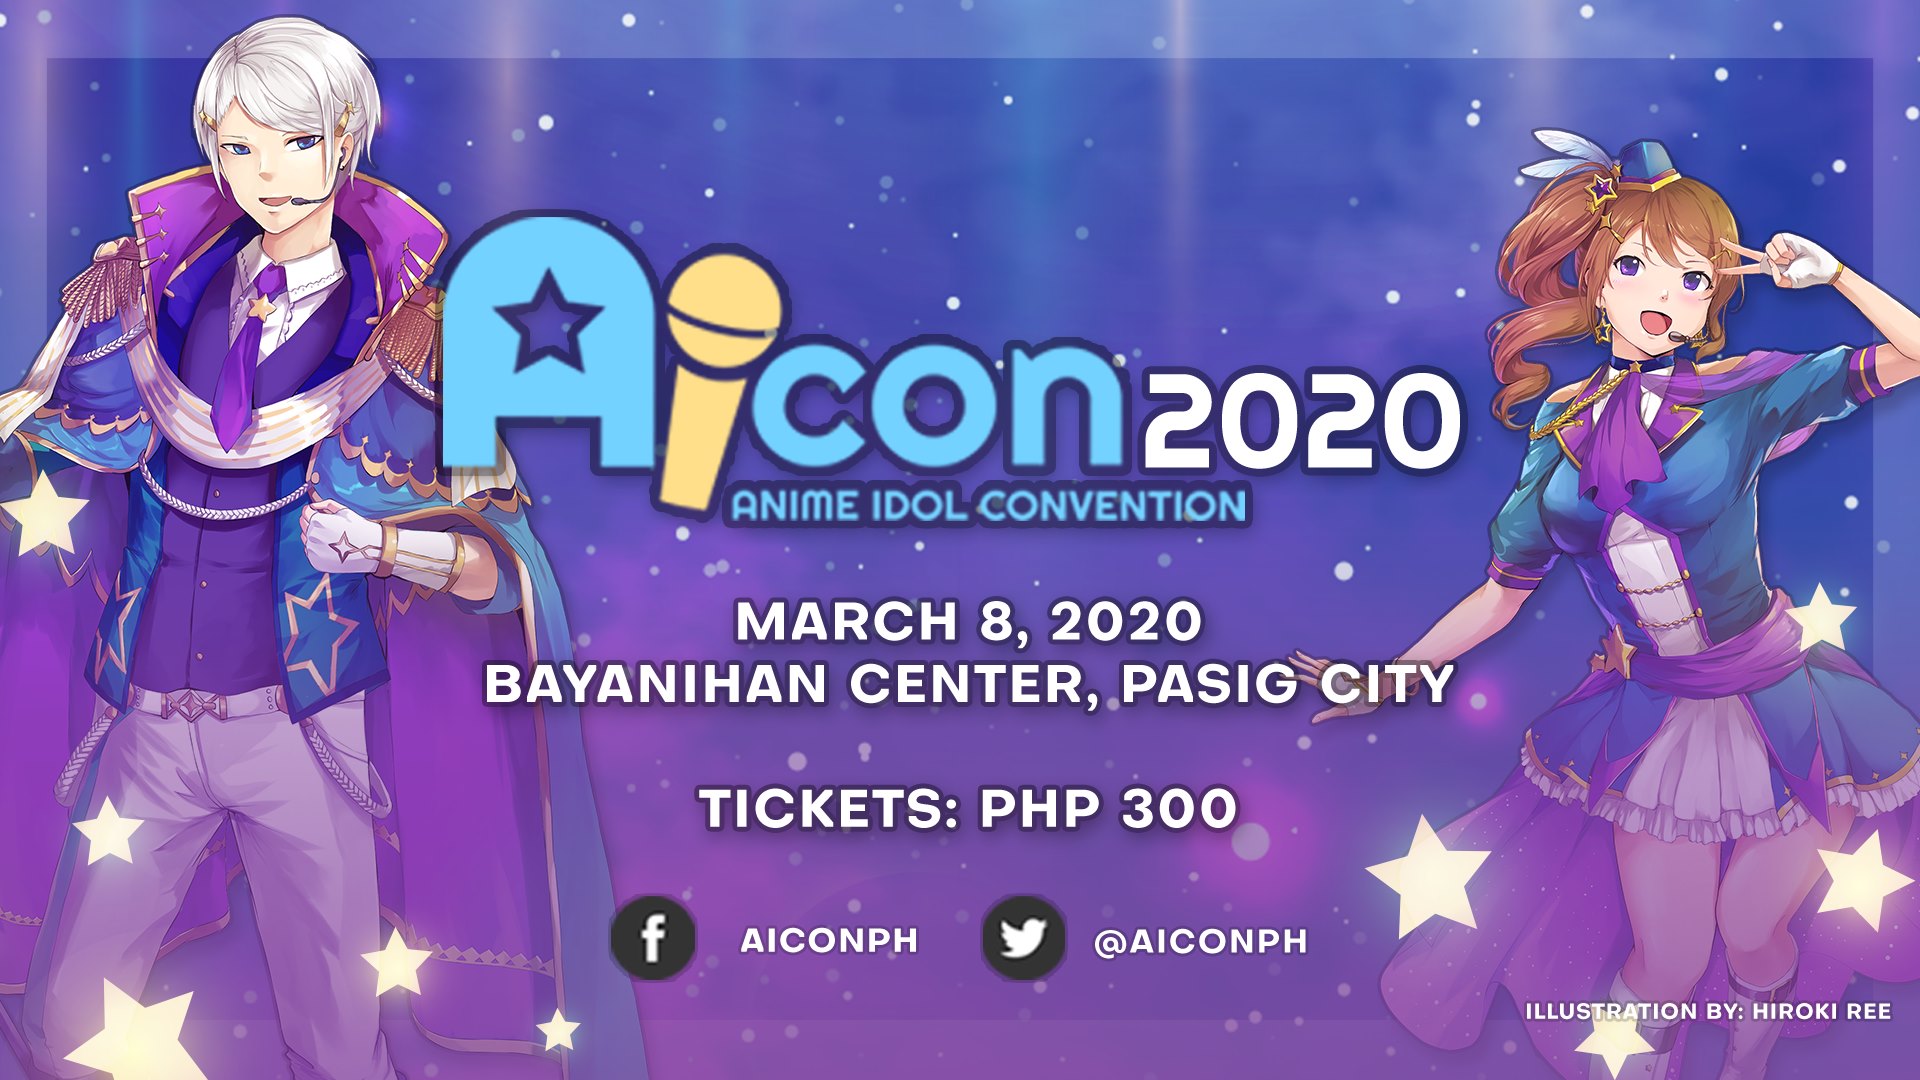 Aicon 2020
ANIME IDOL CONVENTION
MARCH 8, 2020
BAYANIHAN CENTER, PASIG CITY
TICKETS: PHP 300
f AICONPH @AICONPH
ILLUSTRATION BY: HIROKI REE